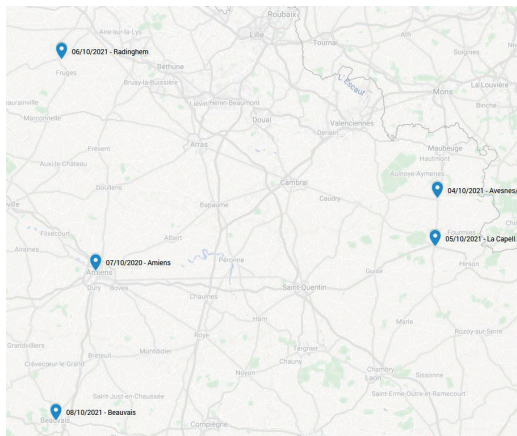 Roubaix
Aire-sur-la-Lys
Lille
Tournai
Ath
06/10/2021 - Radinghem
Soignies
Fruges
Béthune
Bruay-la-Buissière
L'Escaut
Mons
La Louvière
Liévin
Hénin-Beaumont
Binche
Douai
Marconnelle
Valenciennes
Denain
Maubeuge
Arras
Hautmont
Frévent
Auxi-le-Château
Aulnoye-Aymeries
Cambrai
Doullens
04/10/2021 - Avesnes/
Caudry
Bapaume
Flixecourt
Albert
Fourmies
05/10/2021 - La Capell
Airaines
07/10/2020 - Amiens
Péronne
Hirson
Amiens
Guise
Dury
Boves
Saint-Quentin
Chaulnes
Ham
Marle
Roye
Rozoy-sur-Serre
Grandvilliers
Montdidier
Tergnier
Breteuil
Crèvecœur-le-Grand
Chauny
Noyon
Chambry
Laon
Sissonne
Saint-Just-en-Chaussée
Saint-Erme-Outre-et-Ramecourt
08/10/2021 - Beauvais
Beauvais
Compiègne